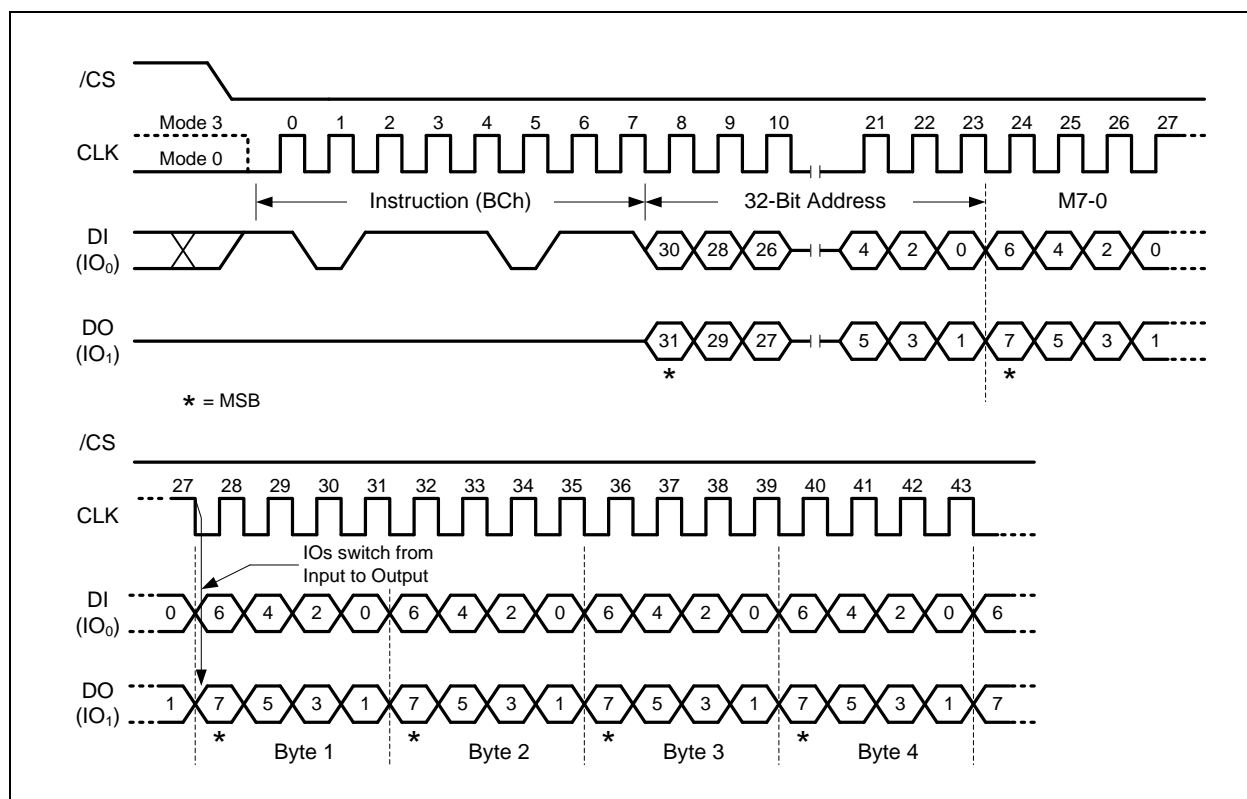 /CS
Mode 3 0 1 2 3 4 5 6 7 8 9 10 21 22 23 24 25 26 27
CLK
Mode 0
Instruction (BCh) 32-Bit Address M7-0
DI
(IO₀)
30 28 26 4 2 0 6 4 2 0
DO
(IO₁)
31 29 27 5 3 1 7 5 3 1
* *
* = MSB
/CS
27 28 29 30 31 32 33 34 35 36 37 38 39 40 41 42 43
CLK
IOs switch from
Input to Output
DI
(IO₀)
0 6 4 2 0 6 4 2 0 6 4 2 0 6 4 2 0 6
DO
(IO₁)
1 7 5 3 1 7 5 3 1 7 5 3 1 7 5 3 1 7
* Byte 1 * Byte 2 * Byte 3 * Byte 4